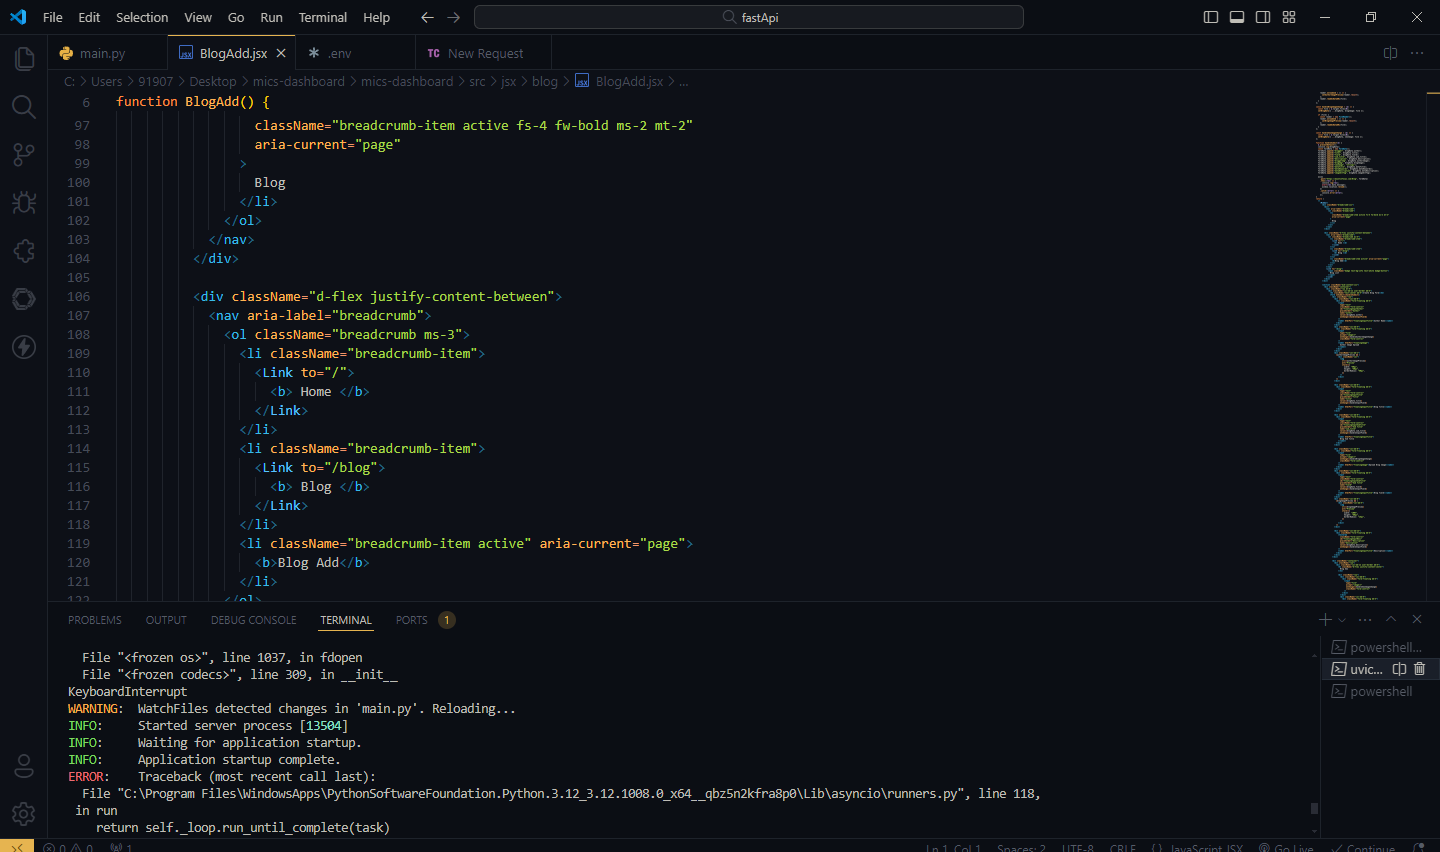 File Edit Selection View Go Run Terminal Help fastApi
main.py BlogAdd.jsx .env TC New Request
C: > Users > 91907 > Desktop > mics-dashboard > mics-dashboard > src > jsx > blog > BlogAdd.jsx > ...
6 function BlogAdd() {
97 className="breadcrumb-item active fs-4 fw-bold ms-2 mt-2"
98 aria-current="page"
99 >
100 Blog
101 </li>
102 </ol>
103 </nav>
104 </div>
105
106 <div className="d-flex justify-content-between">
107 <nav aria-label="breadcrumb">
108 <ol className="breadcrumb ms-3">
109 <li className="breadcrumb-item">
110 <Link to="/">
111 <b> Home </b>
112 </Link>
113 </li>
114 <li className="breadcrumb-item">
115 <Link to="/blog">
116 <b> Blog </b>
117 </Link>
118 </li>
119 <li className="breadcrumb-item active" aria-current="page">
120 <b>Blog Add</b>
121 </li>
122 </ol>
PROBLEMS OUTPUT DEBUG CONSOLE TERMINAL PORTS 1
File "<frozen os>", line 1037, in fdopen
File "<frozen codecs>", line 309, in __init__
KeyboardInterrupt
WARNING: WatchFiles detected changes in 'main.py'. Reloading...
INFO: Started server process [13504]
INFO: Waiting for application startup.
INFO: Application startup complete.
ERROR: Traceback (most recent call last):
File "C:\Program Files\WindowsApps\PythonSoftwareFoundation.Python.3.12_3.12.1008.0_x64__qbz5n2kfra8p0\Lib\asyncio\runners.py", line 118,
in run
return self._loop.run_until_complete(task)
powershell...
uvic...
powershell
0 0 1 Ln 1, Col 1 Spaces: 2 UTF-8 CRLF {} JavaScript JSX Go Live Continue